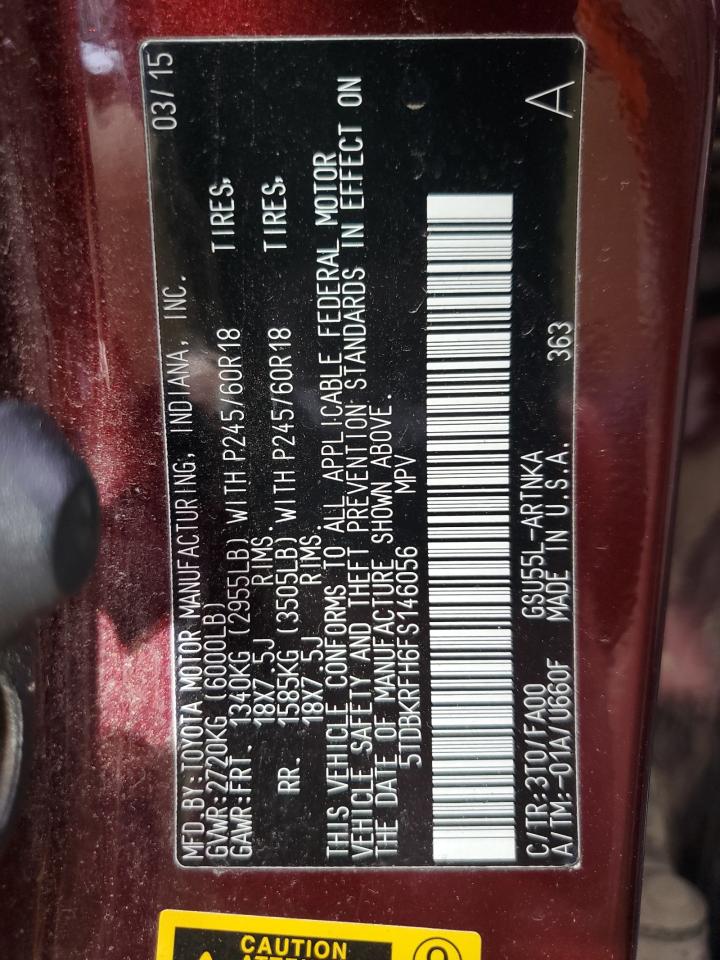 MFD.BY:TOYOTA MOTOR MANUFACTURING, INDIANA, INC. 03/15
GVWR:2720KG (6000LB)
GAWR:FRT. 1340KG (2955LB) WITH P245/60R18 TIRES,
18X7.5J RIMS.
RR. 1585KG (3505LB) WITH P245/60R18 TIRES,
18X7.5J RIMS.
THIS VEHICLE CONFORMS TO ALL APPLICABLE FEDERAL MOTOR
VEHICLE SAFETY AND THEFT PREVENTION STANDARDS IN EFFECT ON
THE DATE OF MANUFACTURE SHOWN ABOVE.
5TDBKRFH6FS146056 MPV
C/TR:3T0/FA00 GSU55L-ARTNKA
A/TM:-01A/U660F MADE IN U.S.A. 363 A
CAUTION